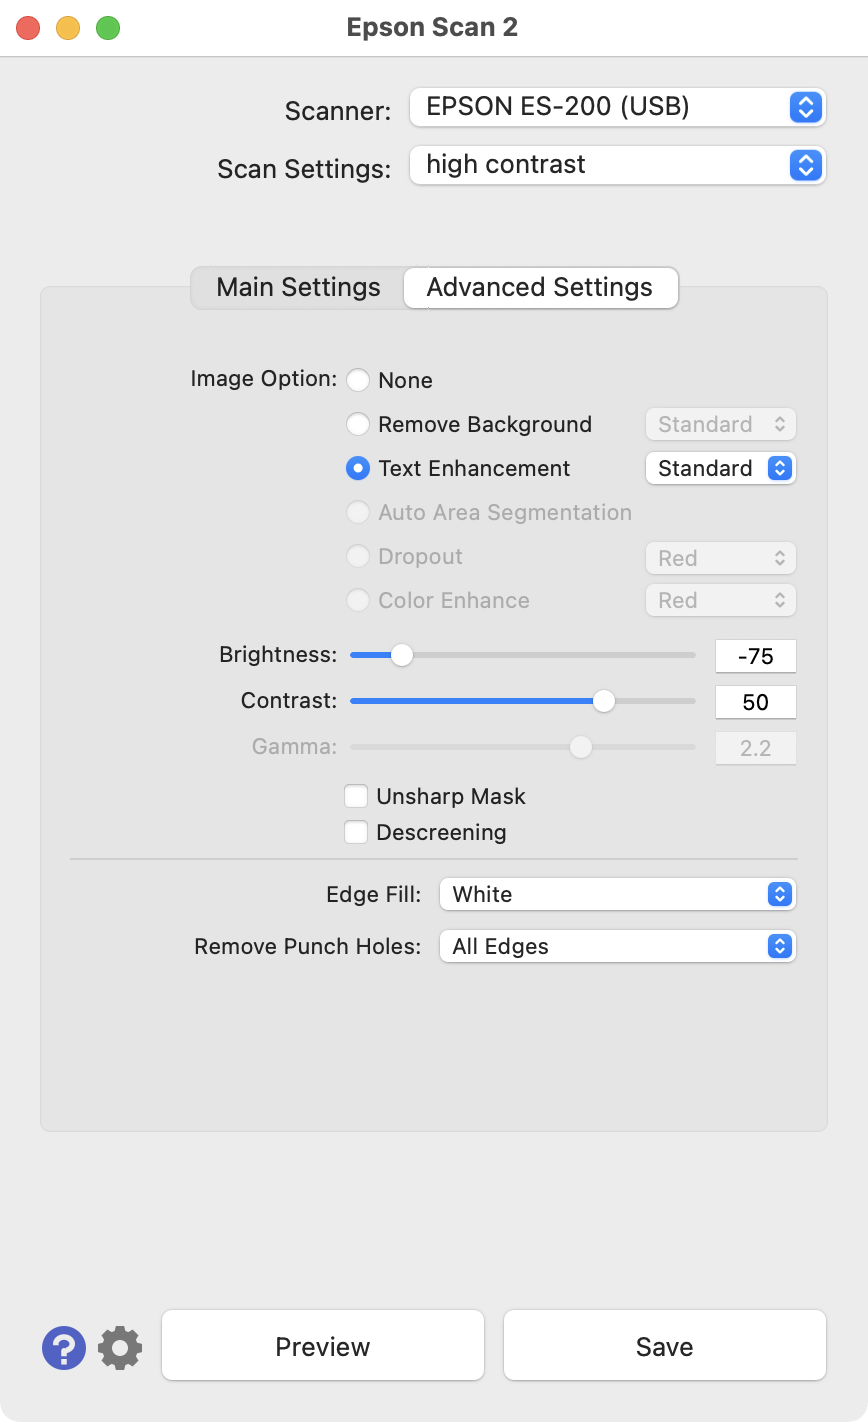 Epson Scan 2
Scanner: EPSON ES-200 (USB)
Scan Settings: high contrast
Main Settings Advanced Settings
Image Option: None
Remove Background Standard
Text Enhancement Standard
Auto Area Segmentation
Dropout Red
Color Enhance Red
Brightness: -75
Contrast: 50
Gamma: 2.2
Unsharp Mask
Descreening
Edge Fill: White
Remove Punch Holes: All Edges
? Preview Save